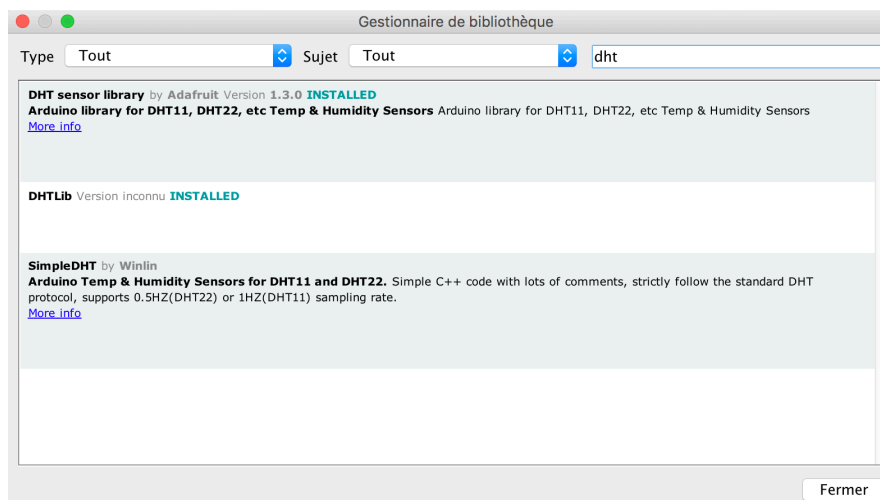 Gestionnaire de bibliothèque
Type Tout Sujet Tout dht
DHT sensor library by Adafruit Version 1.3.0 INSTALLED
Arduino library for DHT11, DHT22, etc Temp & Humidity Sensors Arduino library for DHT11, DHT22, etc Temp & Humidity Sensors
More info
DHTLib Version inconnu INSTALLED
SimpleDHT by Winlin
Arduino Temp & Humidity Sensors for DHT11 and DHT22. Simple C++ code with lots of comments, strictly follow the standard DHT
protocol, supports 0.5HZ(DHT22) or 1HZ(DHT11) sampling rate.
More info
Fermer